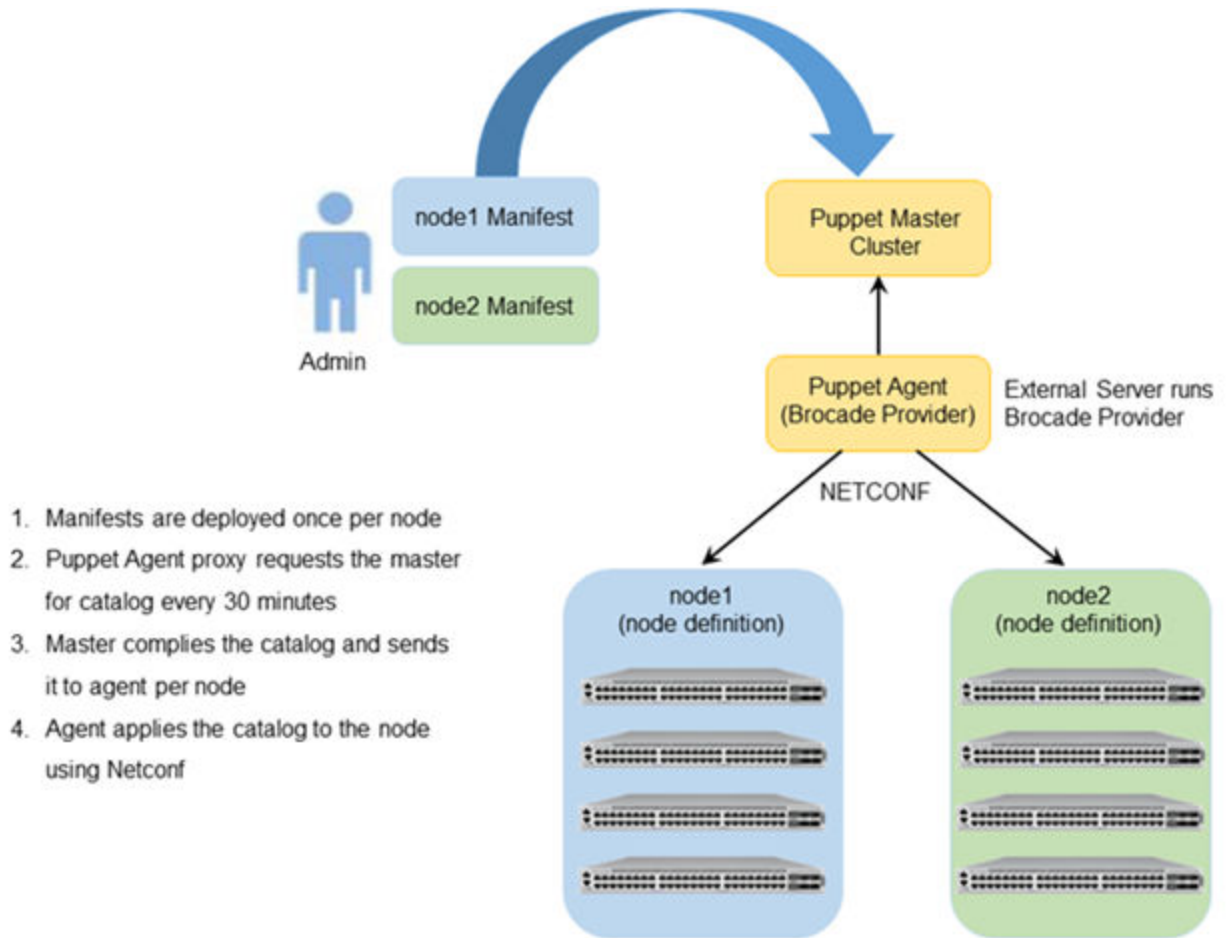 node1 Manifest
node2 Manifest
Admin
Puppet Master
Cluster
Puppet Agent
(Brocade Provider)
External Server runs
Brocade Provider
NETCONF
1. Manifests are deployed once per node
2. Puppet Agent proxy requests the master
for catalog every 30 minutes
3. Master complies the catalog and sends
it to agent per node
4. Agent applies the catalog to the node
using Netconf
node1
(node definition)
node2
(node definition)